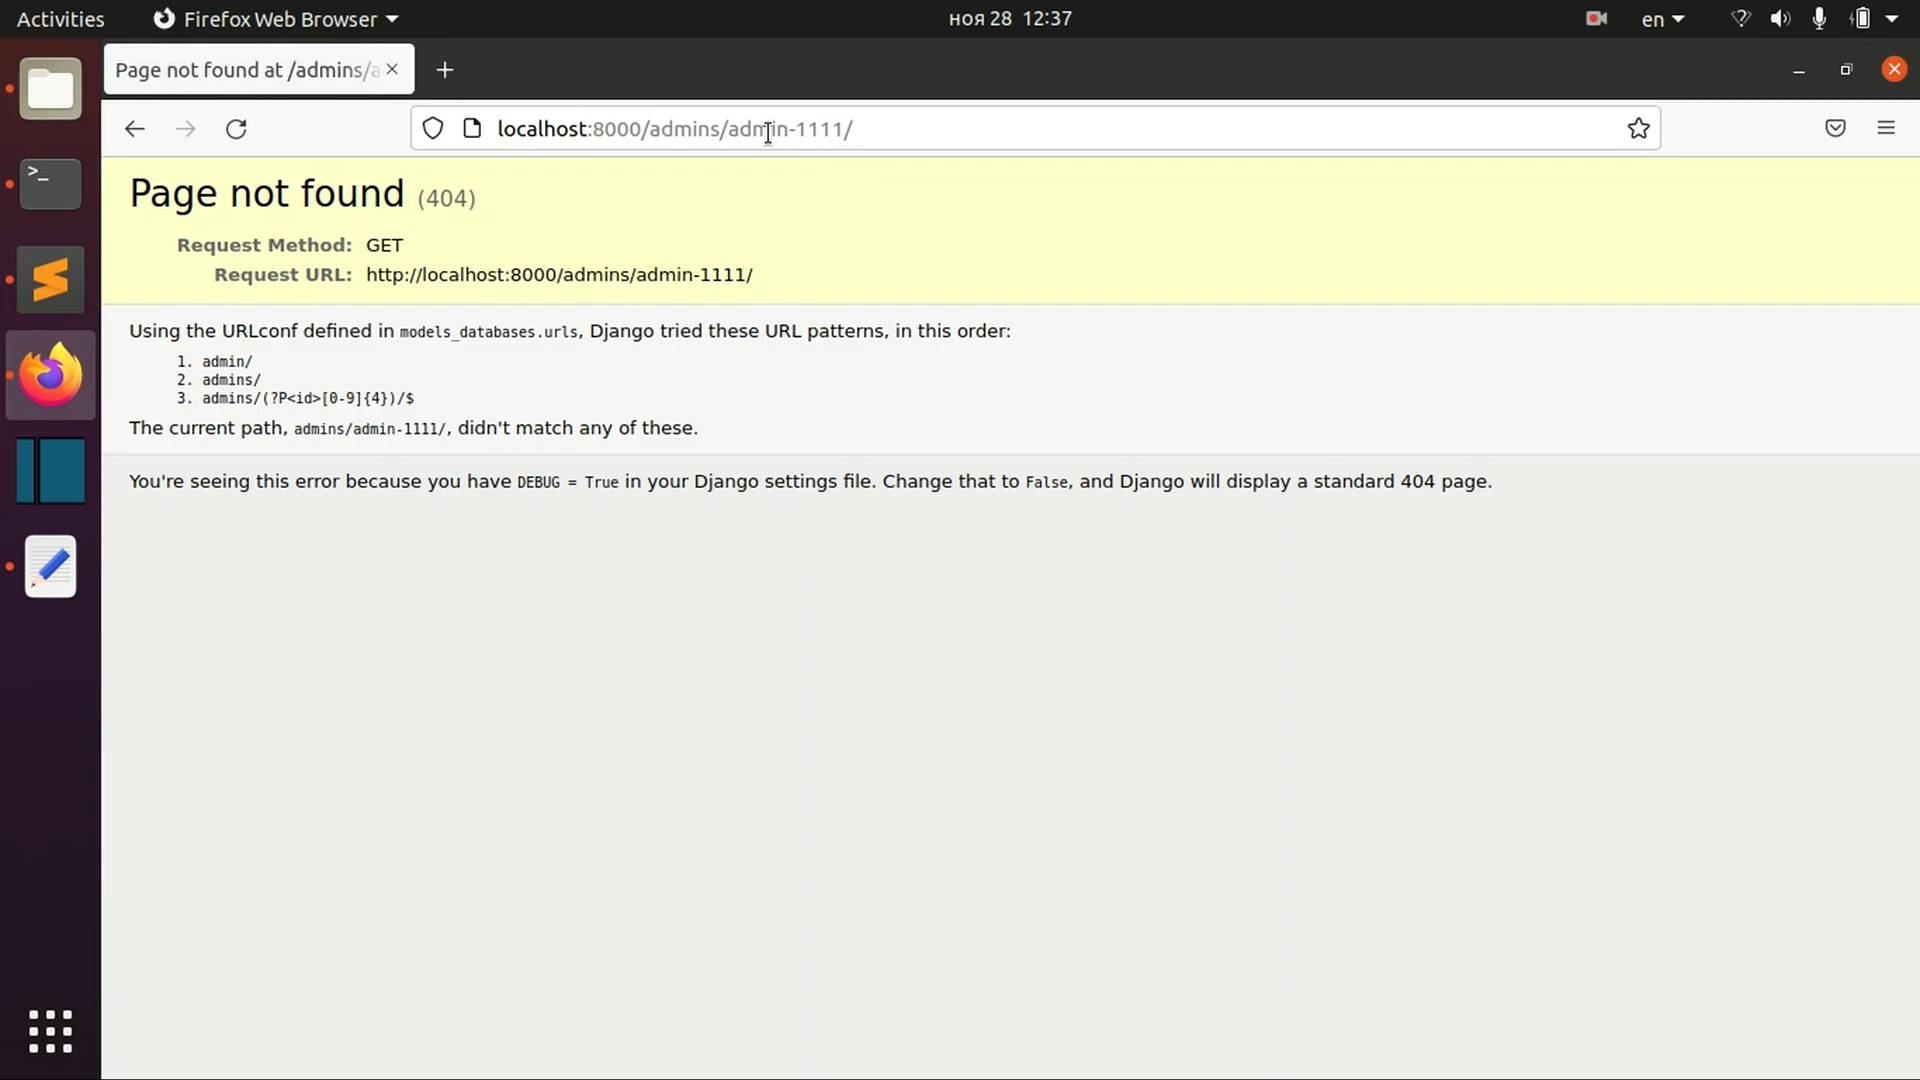 Activities
Firefox Web Browser
ноя 28 12:37
en
Page not found at /admins/a
localhost:8000/admins/admin-1111/
Page not found (404)
Request Method: GET
Request URL: http://localhost:8000/admins/admin-1111/
Using the URLconf defined in models_databases.urls, Django tried these URL patterns, in this order:
1. admin/
2. admins/
3. admins/(?P<id>[0-9]{4})/$
The current path, admins/admin-1111/, didn't match any of these.
You're seeing this error because you have DEBUG = True in your Django settings file. Change that to False, and Django will display a standard 404 page.